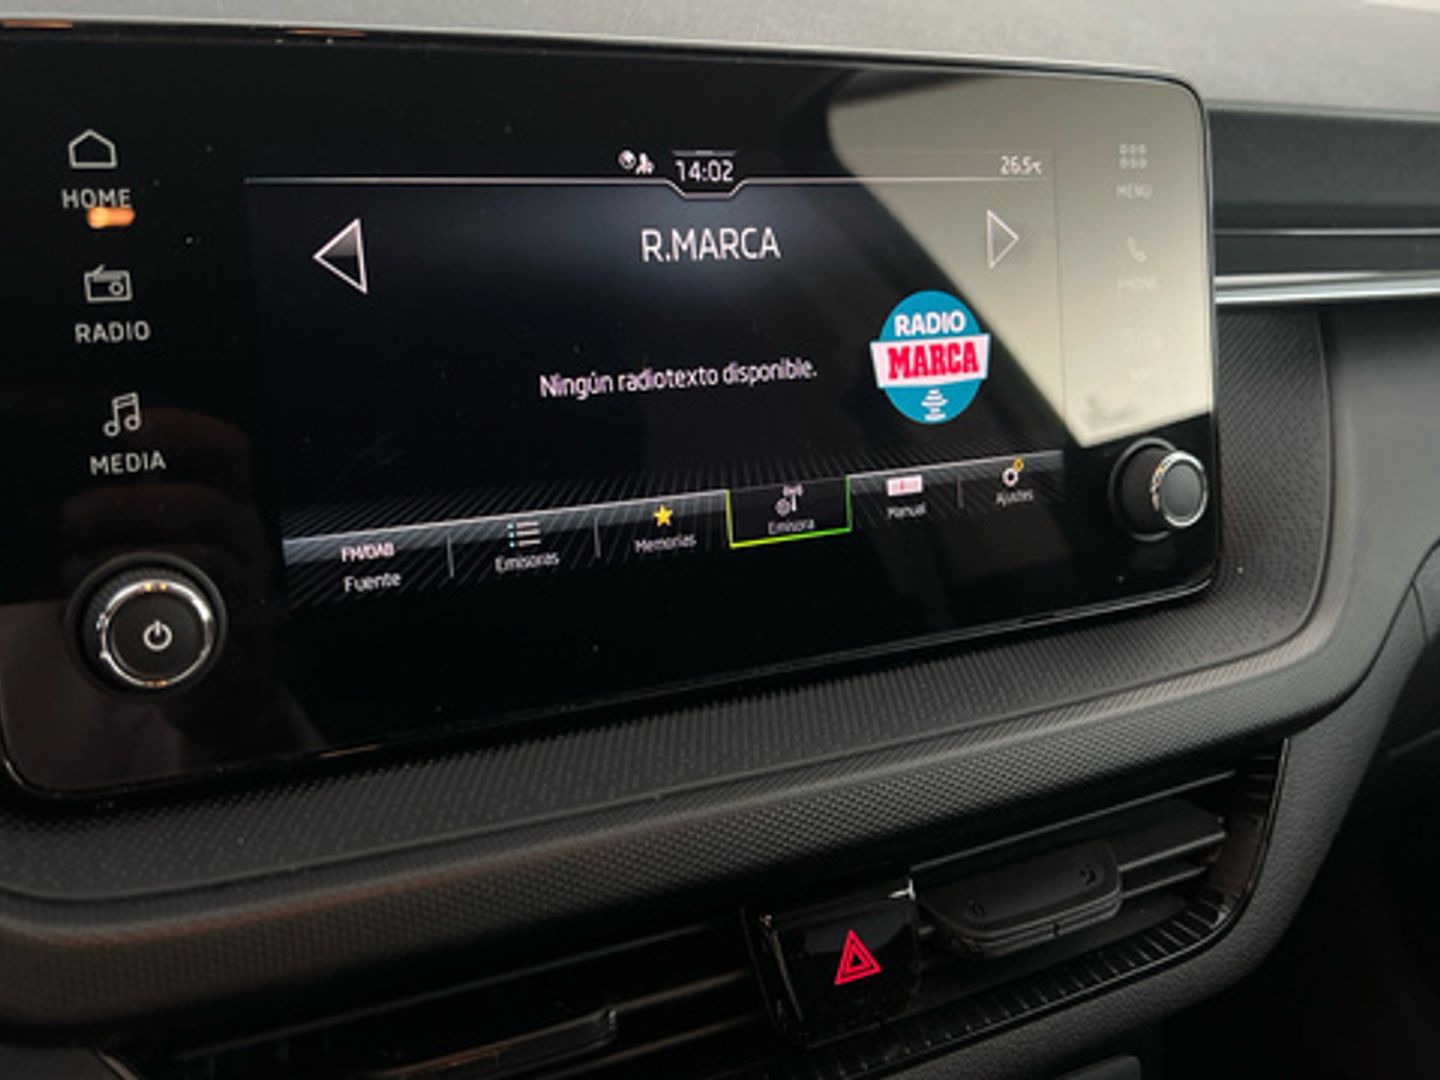 HOME
RADIO
MEDIA
14:02
26.5°C
R.MARCA
Ningún radiotexto disponible.
RADIO
MARCA
FM/DAB
Fuente
Emisoras
Memorias
Emisora
Manual
Ajustes
MENU
PHONE